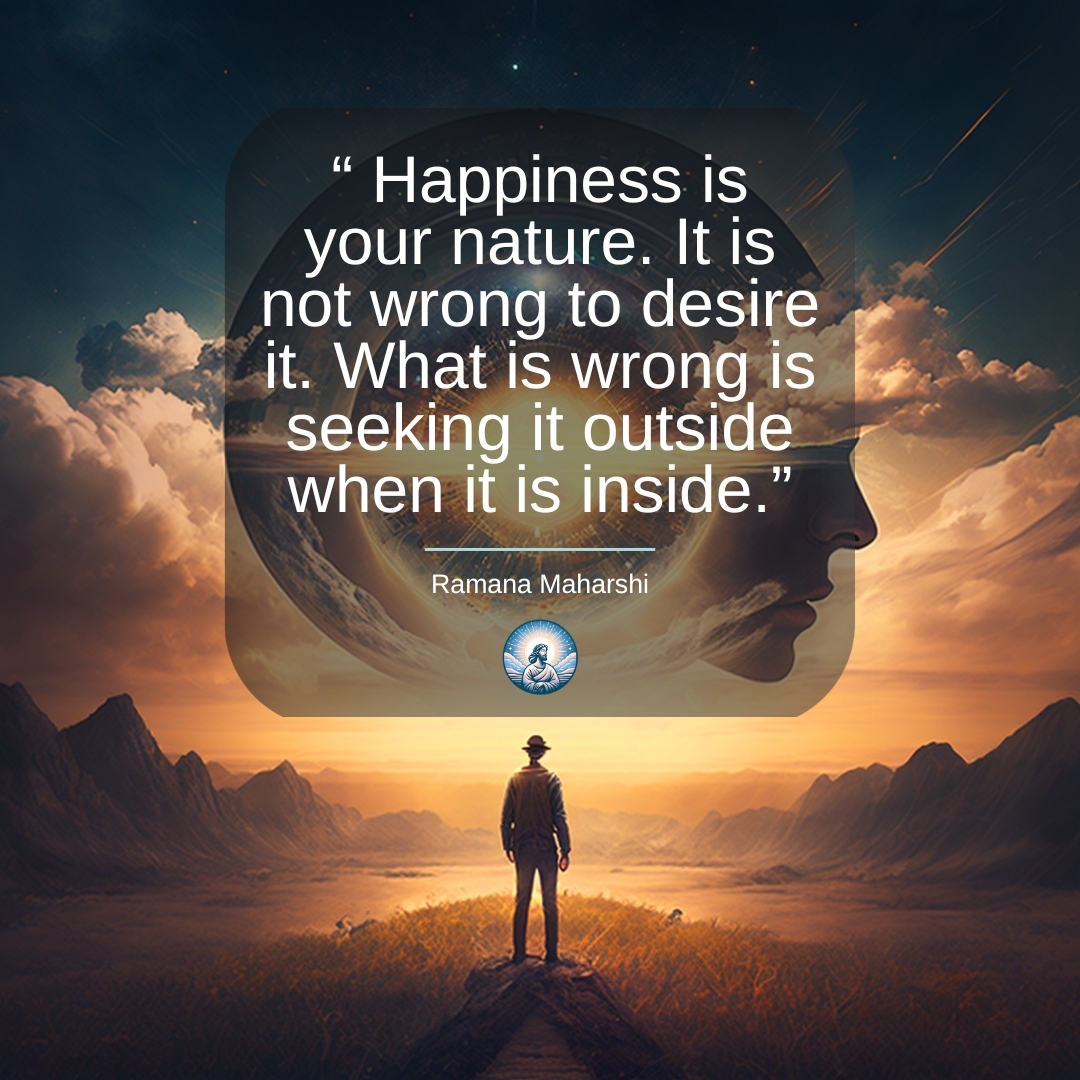 “ Happiness is
your nature. It is
not wrong to desire
it. What is wrong is
seeking it outside
when it is inside.”
Ramana Maharshi